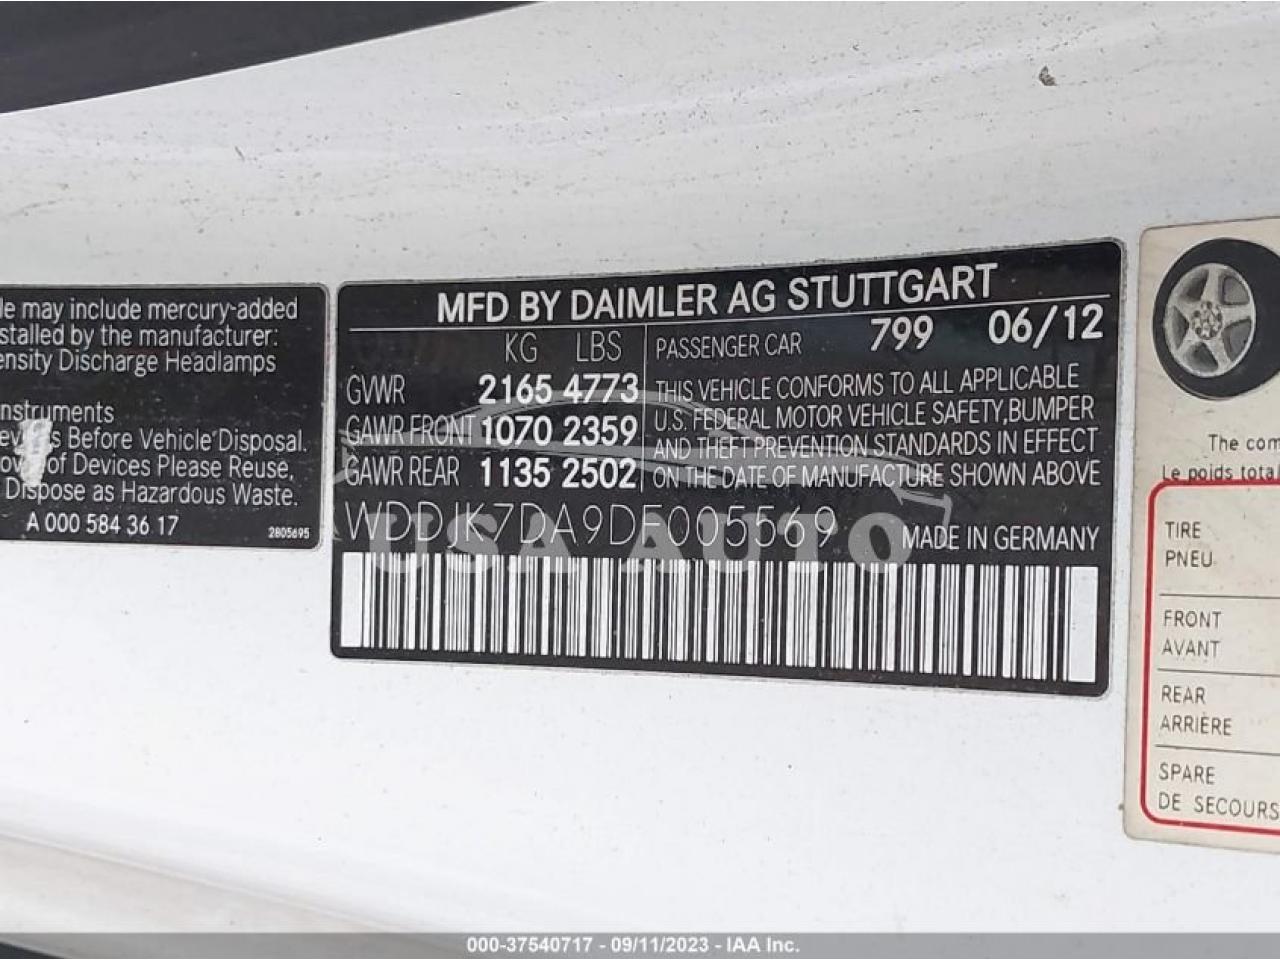 le may include mercury-added
stalled by the manufacturer:
ensity Discharge Headlamps
nstruments
Before Vehicle Disposal.
of Devices Please Reuse,
Dispose as Hazardous Waste.
A 000 584 36 17
2805695
MFD BY DAIMLER AG STUTTGART
KG LBS
GVWR 2165 4773
GAWR FRONT 1070 2359
GAWR REAR 1135 2502
PASSENGER CAR 799 06/12
THIS VEHICLE CONFORMS TO ALL APPLICABLE
U.S. FEDERAL MOTOR VEHICLE SAFETY,BUMPER
AND THEFT PREVENTION STANDARDS IN EFFECT
ON THE DATE OF MANUFACTURE SHOWN ABOVE
WDDJK7DA9DF005569
MADE IN GERMANY
USA AUTO
The com
Le poids total
TIRE
PNEU
FRONT
AVANT
REAR
ARRIÈRE
SPARE
DE SECOURS
000-37540717 - 09/11/2023 - IAA Inc.